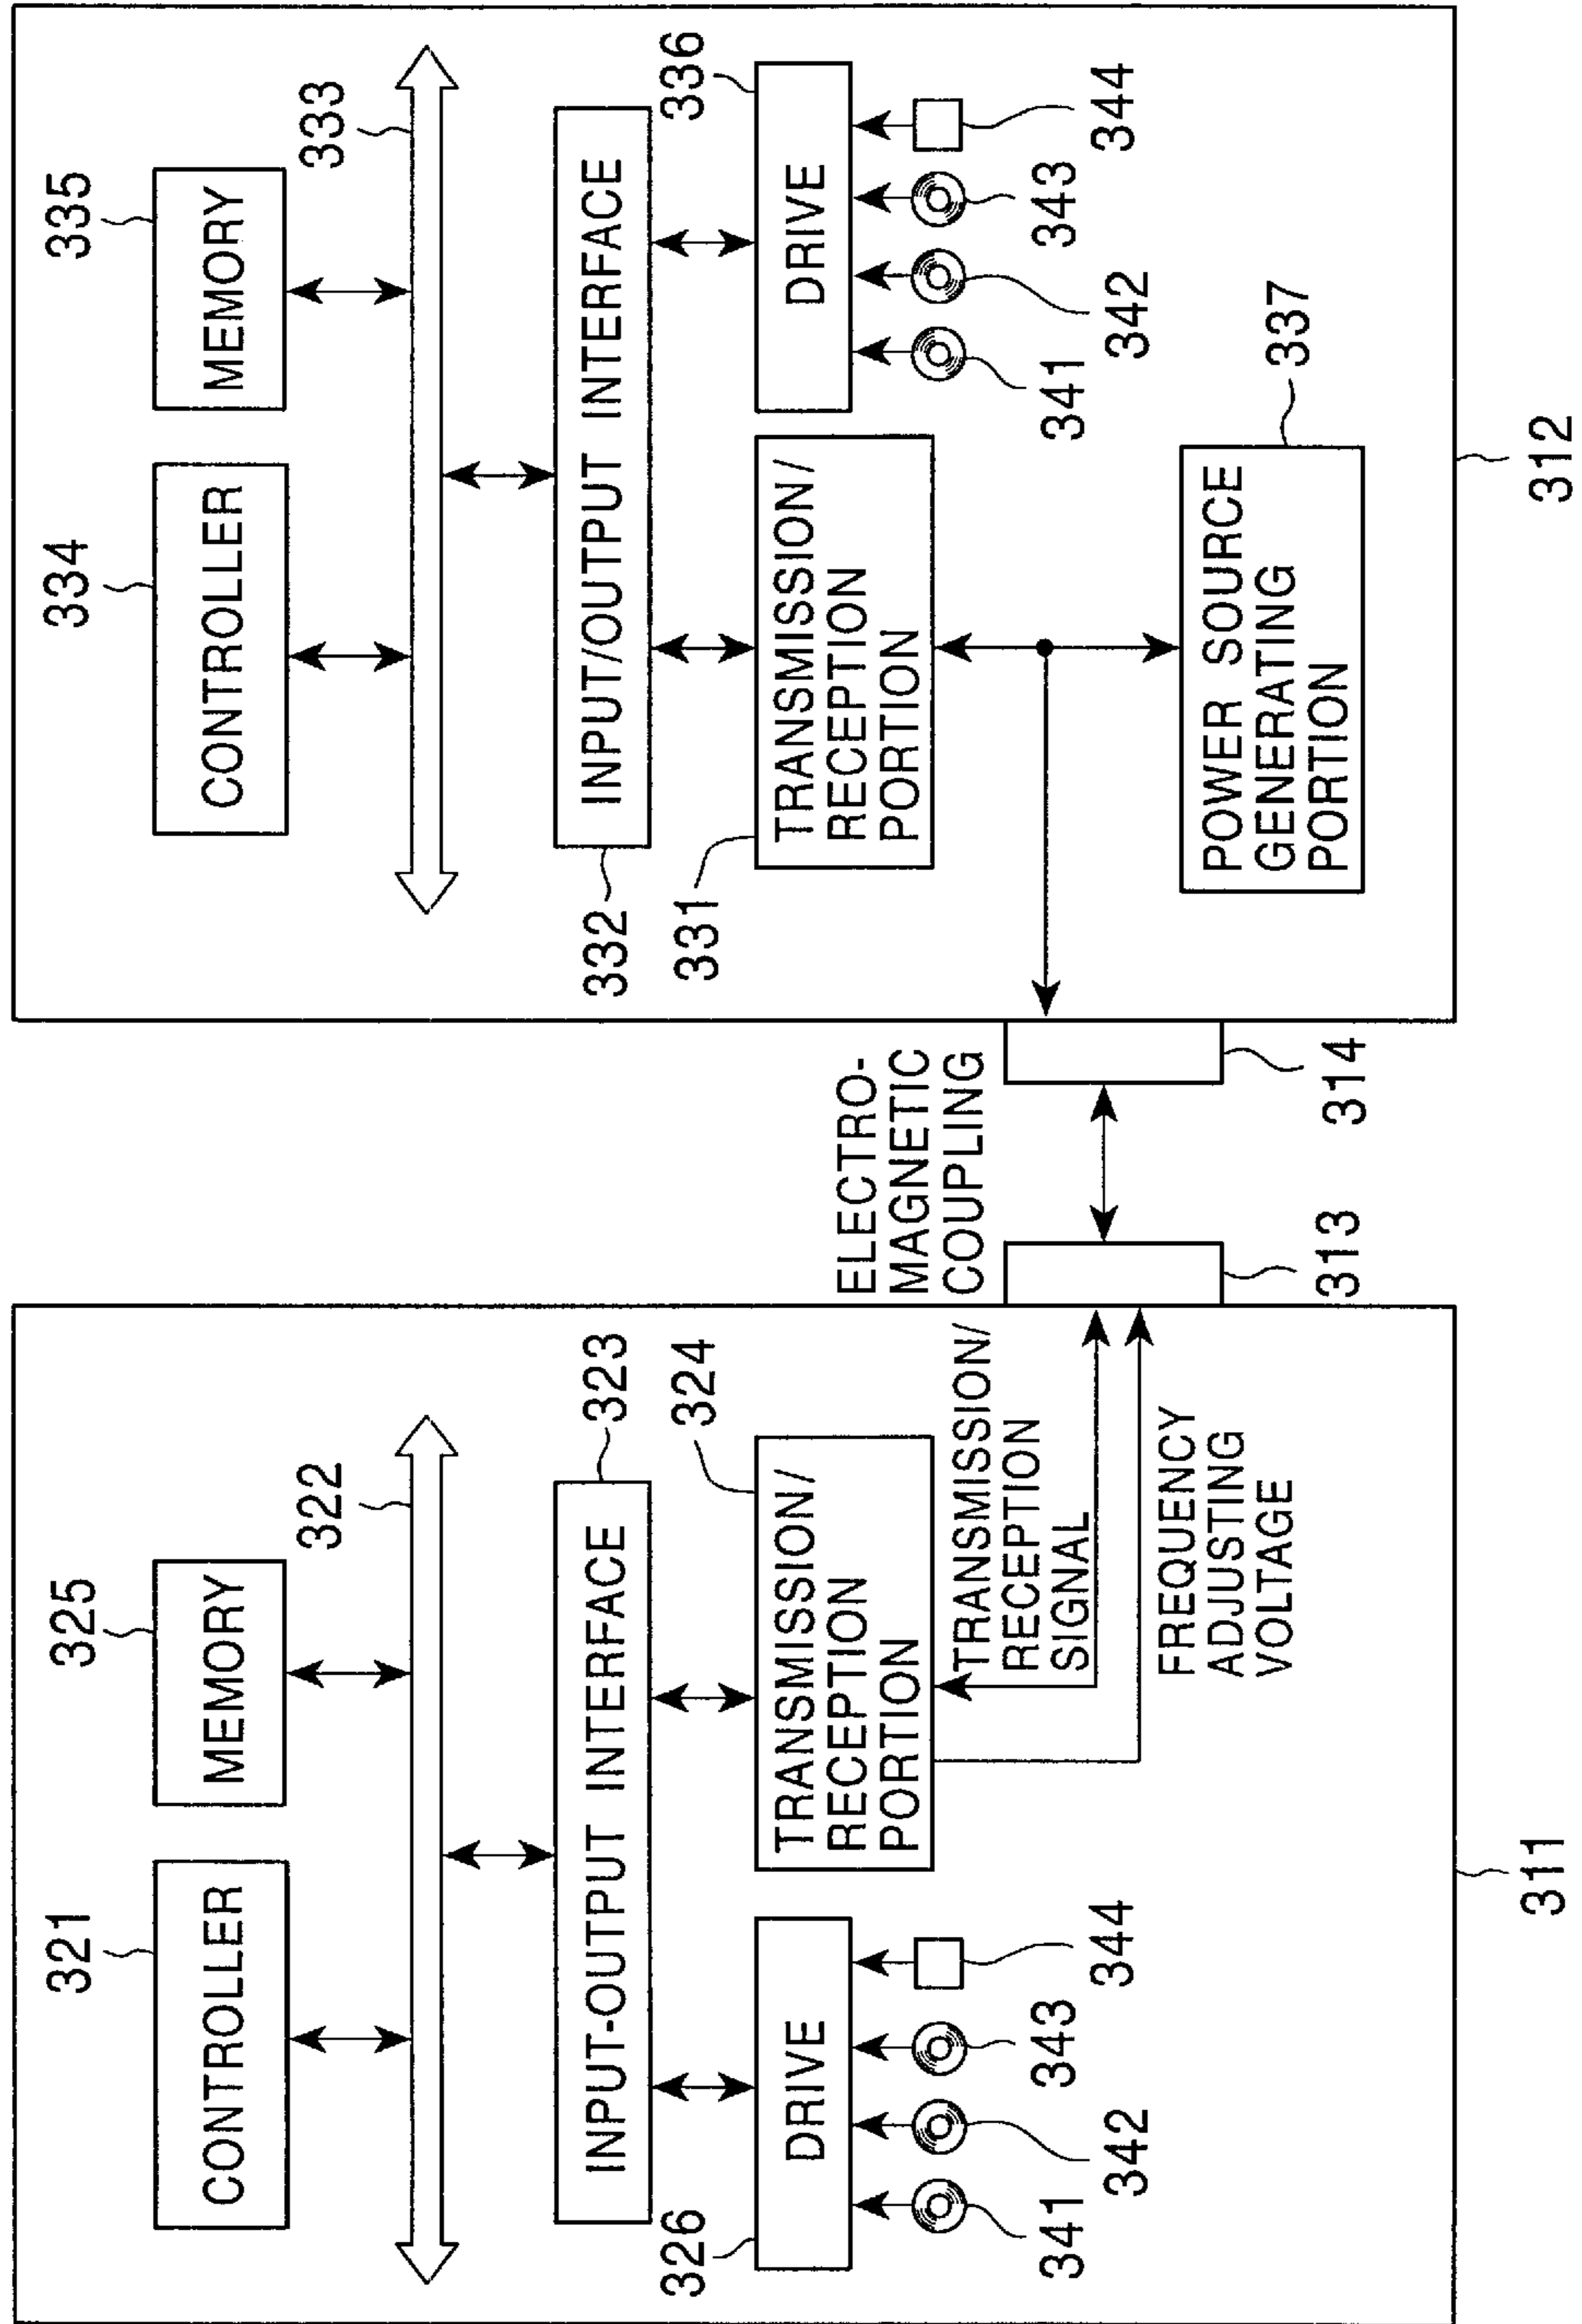 321
CONTROLLER
325
MEMORY
322
INPUT-OUTPUT INTERFACE
323
326
DRIVE
TRANSMISSION/
RECEPTION
PORTION
324
341
342
343
344
TRANSMISSION/
RECEPTION
SIGNAL
FREQUENCY
ADJUSTING
VOLTAGE
311
ELECTRO-
MAGNETIC
COUPLING
313
314
334
CONTROLLER
335
MEMORY
333
332
INPUT/OUTPUT INTERFACE
331
TRANSMISSION/
RECEPTION
PORTION
DRIVE
336
341
342
343
344
POWER SOURCE
GENERATING
PORTION
337
312